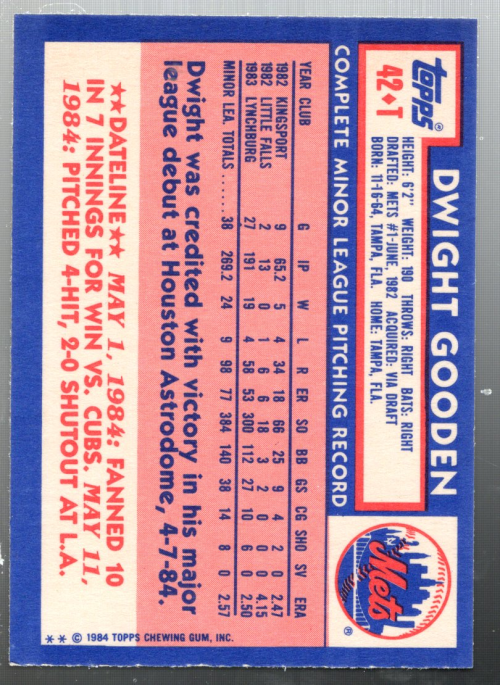 topps®
42♦T
DWIGHT GOODEN
HEIGHT: 6'2" WEIGHT: 190 THROWS: RIGHT BATS: RIGHT
DRAFTED: METS #1-JUNE, 1982 ACQUIRED: VIA DRAFT
BORN: 11-16-64, TAMPA, FLA. HOME: TAMPA, FLA.
Mets
®
COMPLETE MINOR LEAGUE PITCHING RECORD
YEAR CLUB G IP W L R ER SO BB GS CG SHO SV ERA
1982 KINGSPORT 9 65.2 5 4 34 18 66 25 9 4 2 0 2.47
1982 LITTLE FALLS 2 13 0 1 6 6 18 3 2 0 0 0 4.15
1983 LYNCHBURG 27 191 19 4 58 53 300 112 27 10 6 0 2.50
MINOR LEA. TOTALS ...... 38 269.2 24 9 98 77 384 140 38 14 8 0 2.57
Dwight was credited with victory in his major
league debut at Houston Astrodome, 4-7-84.
★★DATELINE★★ MAY 1, 1984: FANNED 10
IN 7 INNINGS FOR WIN VS. CUBS. MAY 11,
1984: PITCHED 4-HIT, 2-0 SHUTOUT AT L.A.
** © 1984 TOPPS CHEWING GUM, INC.